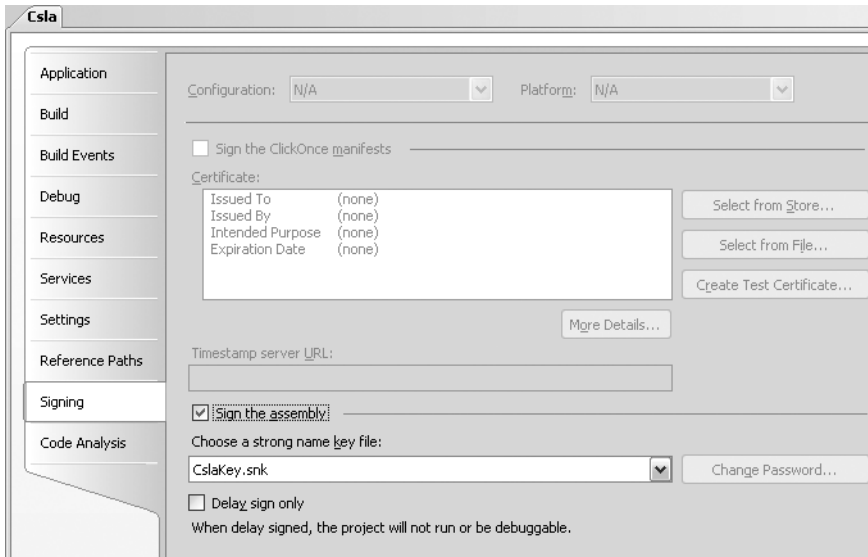 Csla
Application
Build
Build Events
Debug
Resources
Services
Settings
Reference Paths
Signing
Code Analysis
Configuration: N/A Platform: N/A
Sign the ClickOnce manifests
Certificate:
Issued To (none)
Issued By (none)
Intended Purpose (none)
Expiration Date (none)
Select from Store...
Select from File...
Create Test Certificate...
More Details...
Timestamp server URL:
Sign the assembly
Choose a strong name key file:
CslaKey.snk
Change Password...
Delay sign only
When delay signed, the project will not run or be debuggable.